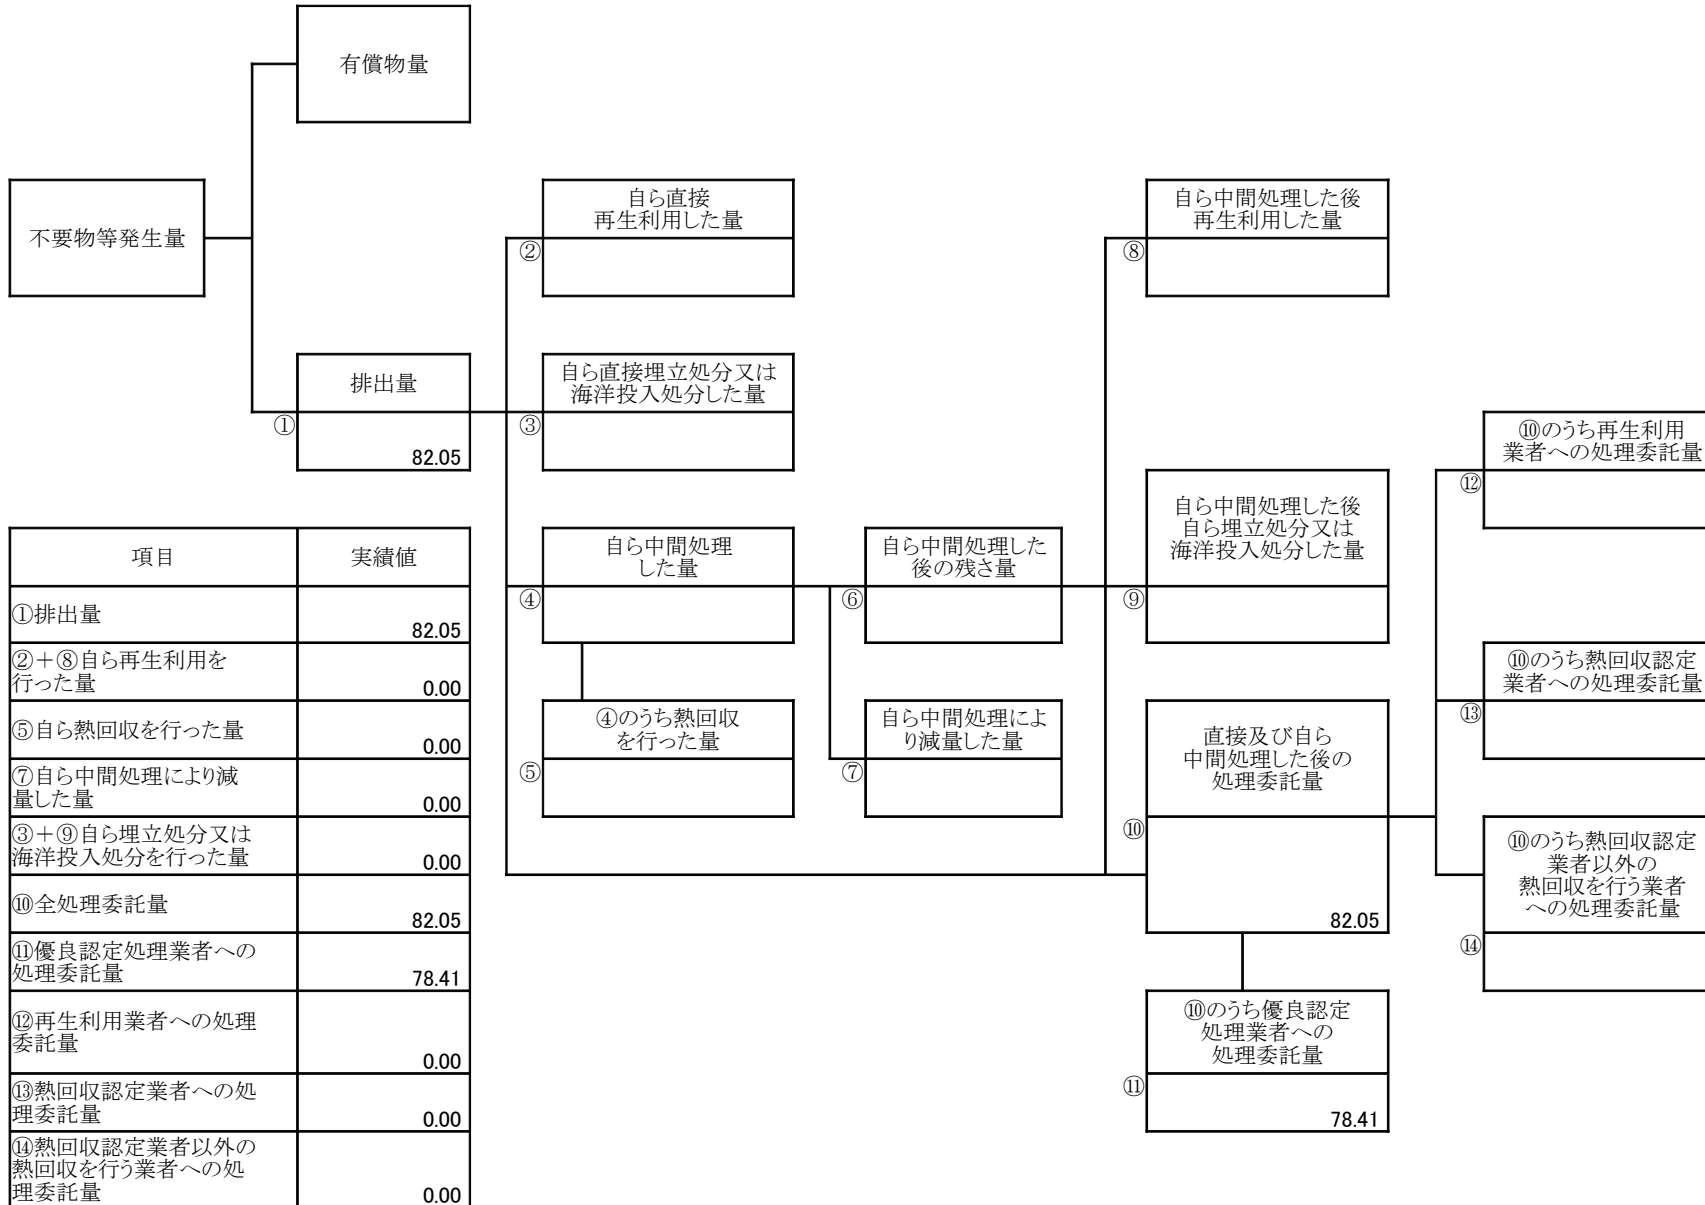 有償物量
不要物等発生量
自ら直接
再生利用した量
②
自ら中間処理した後
再生利用した量
⑧
排出量
①
82.05
自ら直接埋立処分又は
海洋投入処分した量
③
⑩のうち再生利用
業者への処理委託量
⑫
自ら中間処理
した量
④
自ら中間処理した
後の残さ量
⑥
自ら中間処理した後
自ら埋立処分又は
海洋投入処分した量
⑨
⑩のうち熱回収認定
業者への処理委託量
⑬
④のうち熱回収
を行った量
⑤
自ら中間処理によ
り減量した量
⑦
直接及び自ら
中間処理した後の
処理委託量
⑩
82.05
⑩のうち熱回収認定
業者以外の
熱回収を行う業者
への処理委託量
⑭
⑩のうち優良認定
処理業者への
処理委託量
⑪
78.41
項目 実績値
①排出量
82.05
②+⑧自ら再生利用を
行った量
0.00
⑤自ら熱回収を行った量
0.00
⑦自ら中間処理により減
量した量
0.00
③+⑨自ら埋立処分又は
海洋投入処分を行った量
0.00
⑩全処理委託量
82.05
⑪優良認定処理業者への
処理委託量
78.41
⑫再生利用業者への処理
委託量
0.00
⑬熱回収認定業者への処
理委託量
0.00
⑭熱回収認定業者以外の
熱回収を行う業者への処
理委託量
0.00